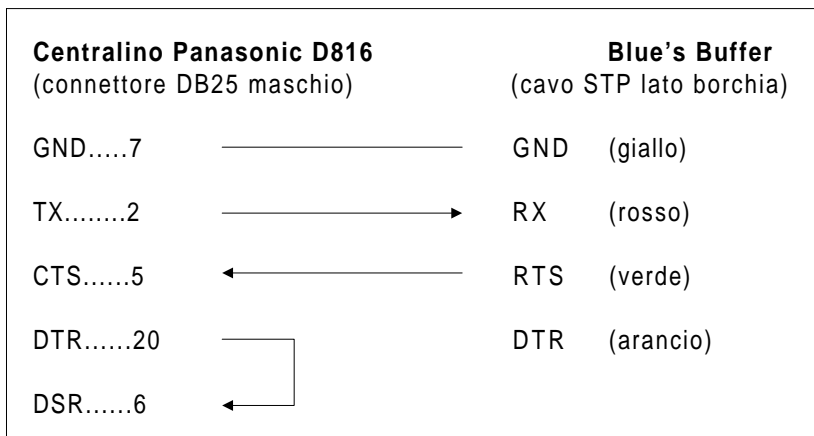 Centralino Panasonic D816 Blue's Buffer
(connettore DB25 maschio) (cavo STP lato borchia)
GND.....7 GND (giallo)
TX........2 RX (rosso)
CTS......5 RTS (verde)
DTR......20 DTR (arancio)
DSR......6